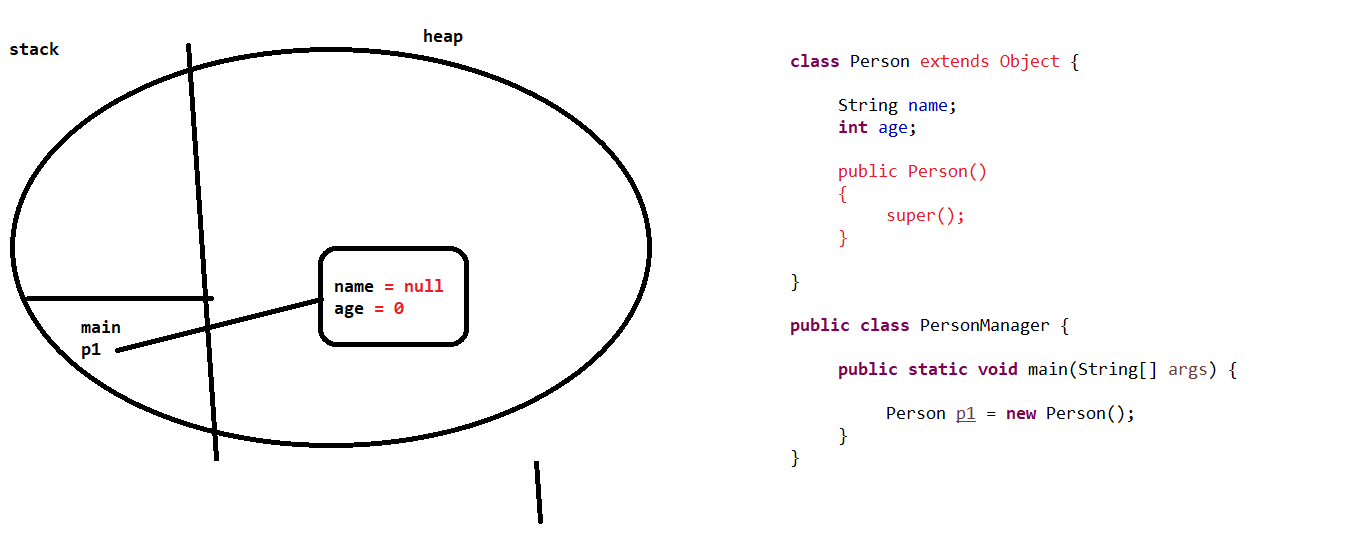 stack
heap
name = null
age = 0
main
p1
class Person extends Object {
String name;
int age;
public Person()
{
super();
}
}
public class PersonManager {
public static void main(String[] args) {
Person p1 = new Person();
}
}